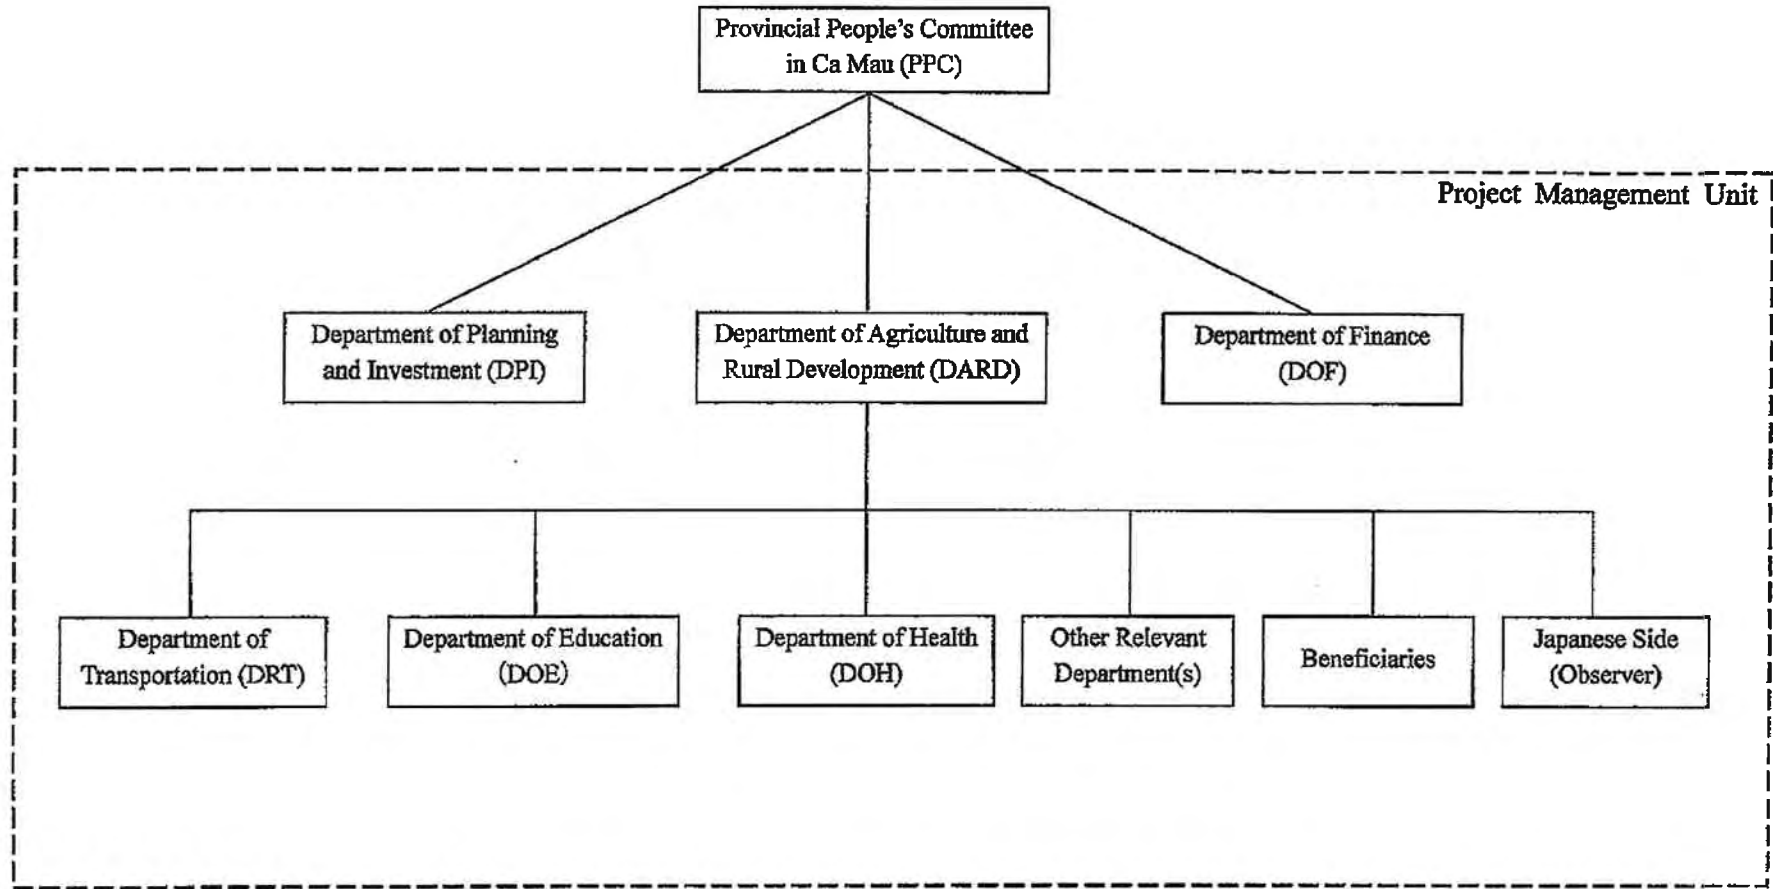 Provincial People's Committee
in Ca Mau (PPC)
Project Management Unit
Department of Planning
and Investment (DPI)
Department of Agriculture and
Rural Development (DARD)
Department of Finance
(DOF)
Department of
Transportation (DRT)
Department of Education
(DOE)
Department of Health
(DOH)
Other Relevant
Department(s)
Beneficiaries
Japanese Side
(Observer)